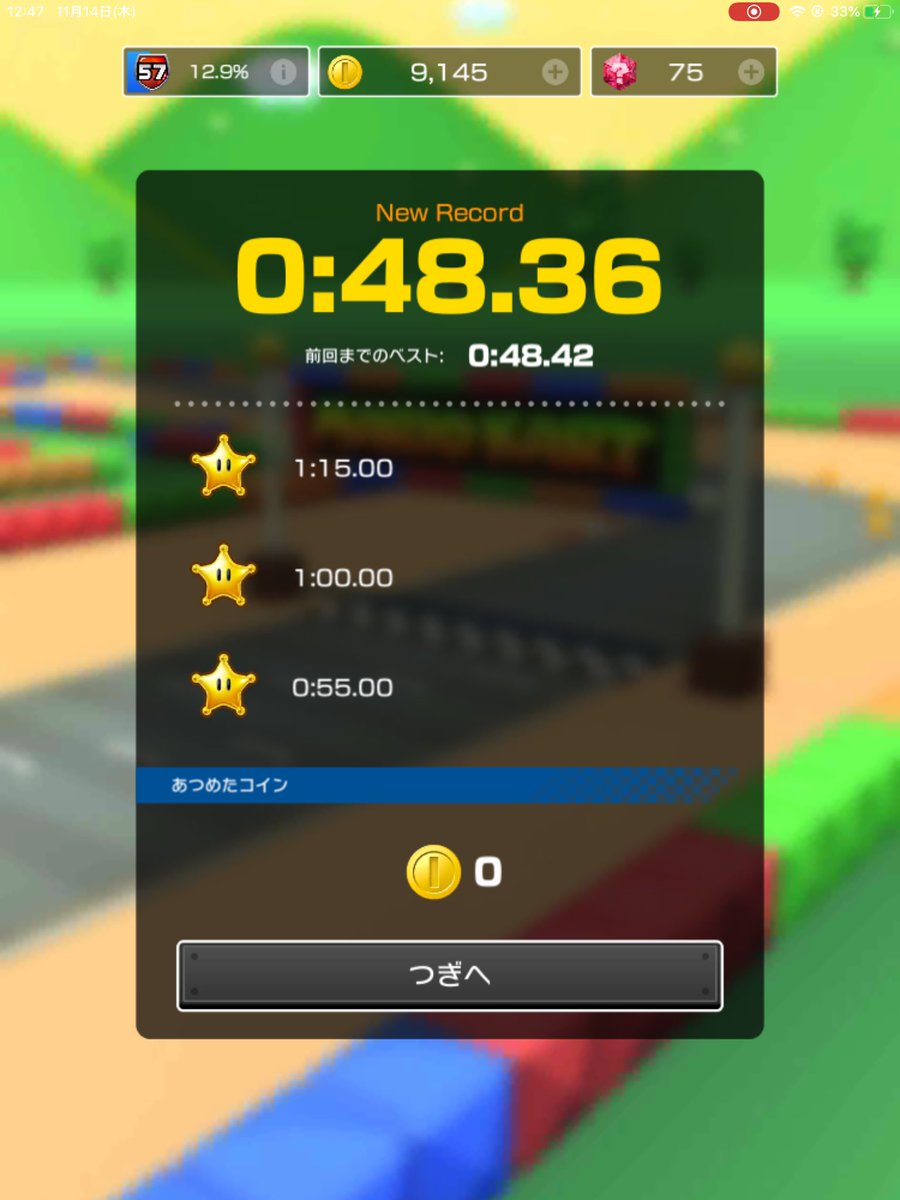 12:47 11月14日(木) 33%
57 12.9% i 9,145 + ? 75 +
New Record
0:48.36
前回までのベスト: 0:48.42
MARIO KART
1:15.00
1:00.00
0:55.00
あつめたコイン
0
つぎへ